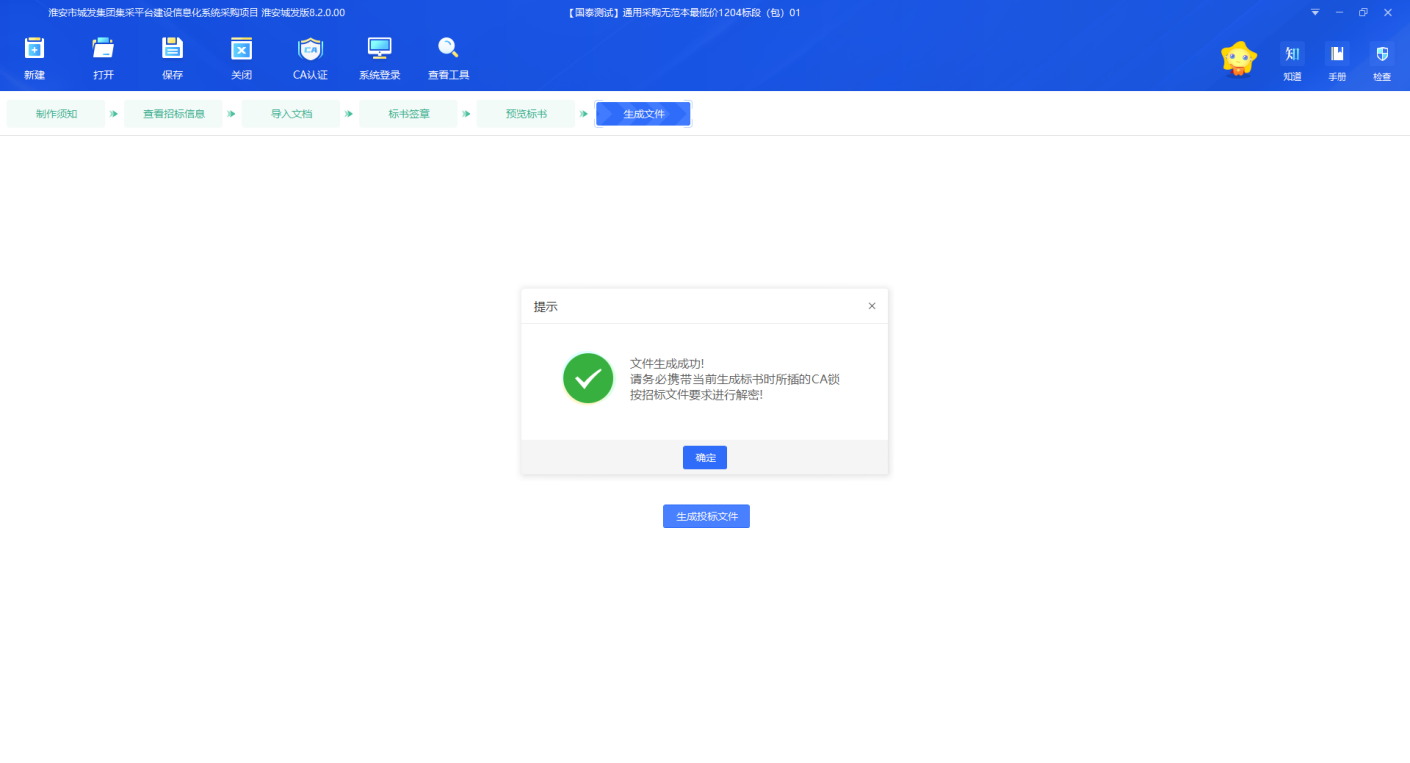 淮安市城发集团集采平台建设信息化系统采购项目 淮安城发版8.2.0.00
【国泰测试】通用采购无范本最低价1204标段（包）01
新建
打开
保存
关闭
CA认证
系统登录
查看工具
知道
手册
检查
制作须知
查看招标信息
导入文档
标书签章
预览标书
生成文件
提示
文件生成成功!
请务必携带当前生成标书时所插的CA锁
按招标文件要求进行解密!
确定
生成投标文件